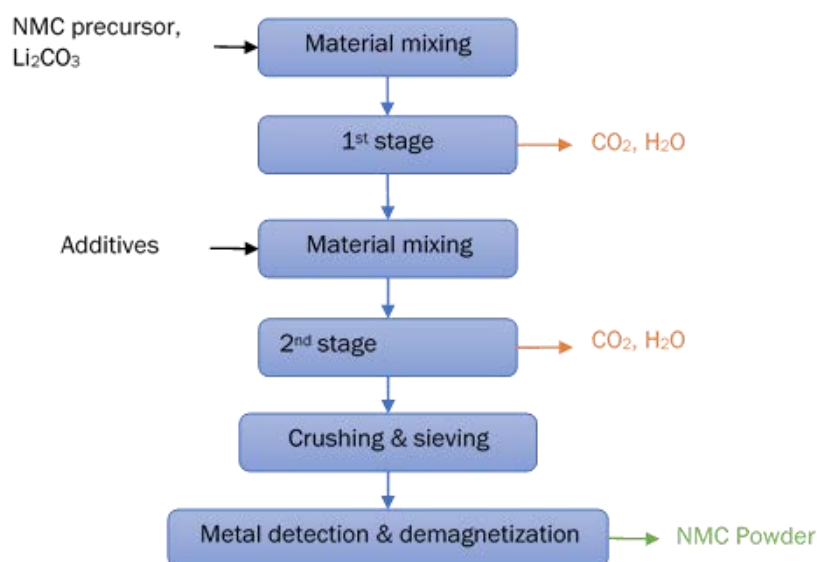 NMC precursor,
Li₂CO₃
Material mixing
1st stage
CO₂, H₂O
Additives
Material mixing
2nd stage
CO₂, H₂O
Crushing & sieving
Metal detection & demagnetization
NMC Powder